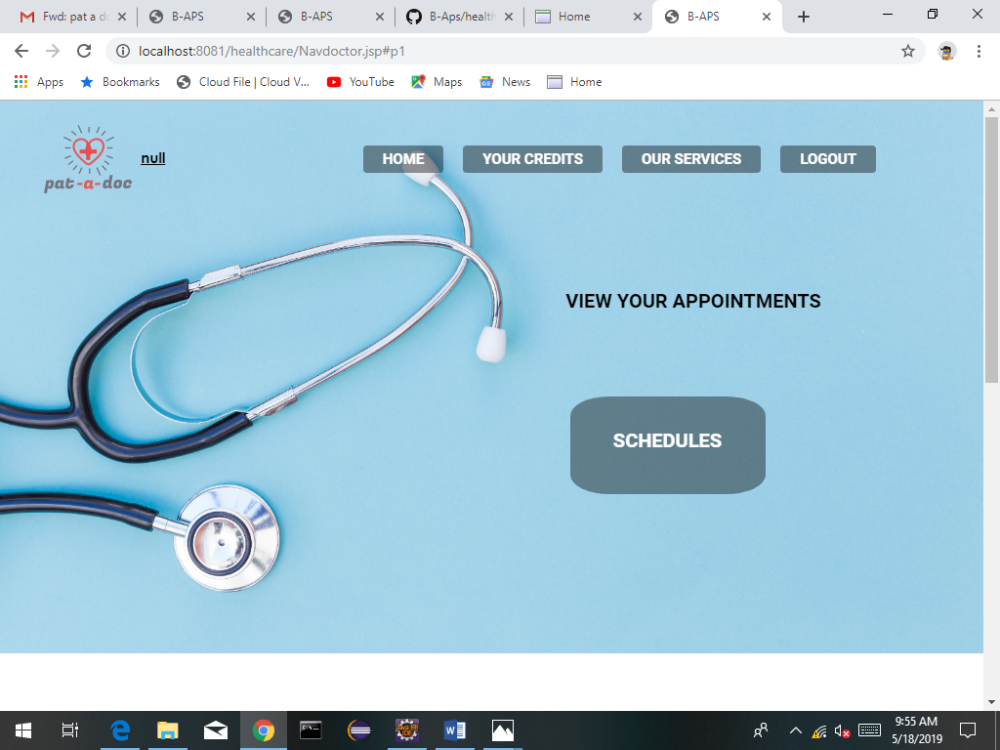 Fwd: pat a d
B-APS
B-APS
B-Aps/health
Home
B-APS
localhost:8081/healthcare/Navdoctor.jsp#p1
Apps
Bookmarks
Cloud File | Cloud V...
YouTube
Maps
News
Home
pat-a-doc
null
HOME
YOUR CREDITS
OUR SERVICES
LOGOUT
VIEW YOUR APPOINTMENTS
SCHEDULES
9:55 AM
5/18/2019